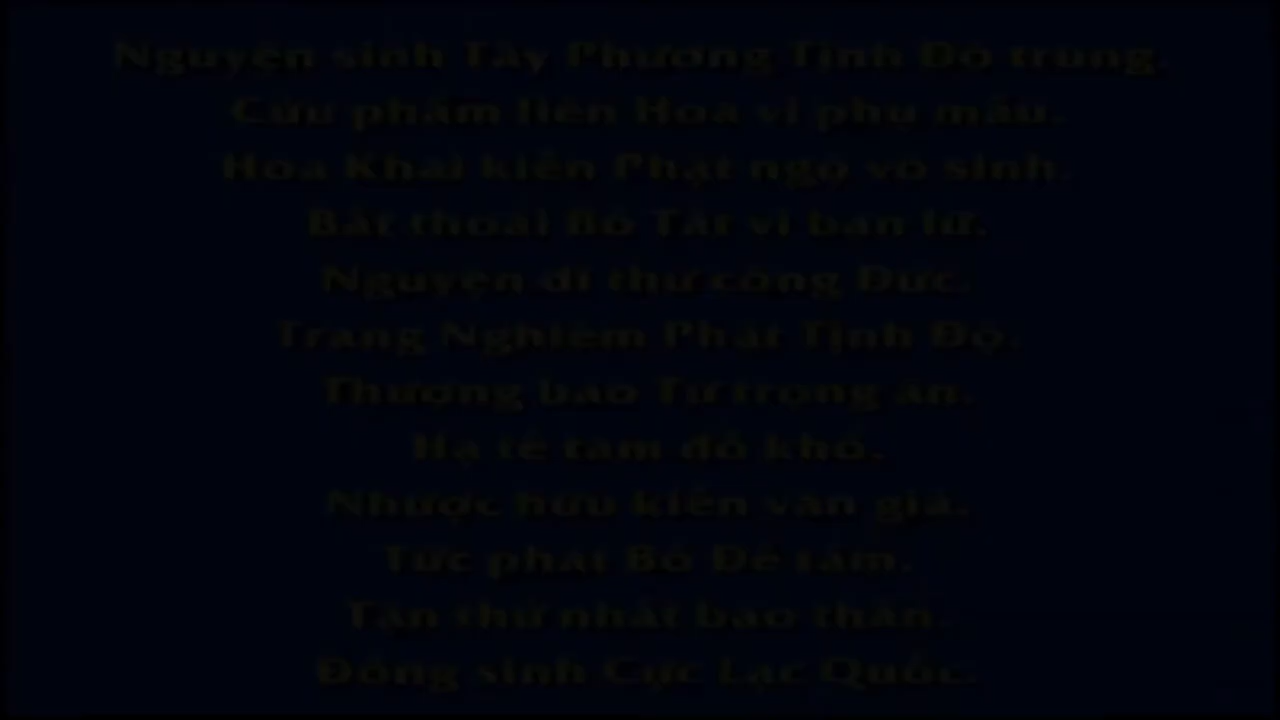 Nguyện sinh Tây Phương Tịnh Độ trung.
Cửu phẩm liên Hoa vi phụ mẫu.
Hoa Khai kiến Phật ngộ vô sinh.
Bất thoái Bồ Tát vi bạn lữ.
Nguyện dĩ thử công Đức.
Trang Nghiêm Phật Tịnh Độ.
Thượng báo Tứ trọng ân.
Hạ tế tam đồ khổ.
Nhược hữu kiến văn giả.
Tức phát Bồ Đề tâm.
Tận thử nhất báo thân.
Đồng sinh Cực Lạc Quốc.